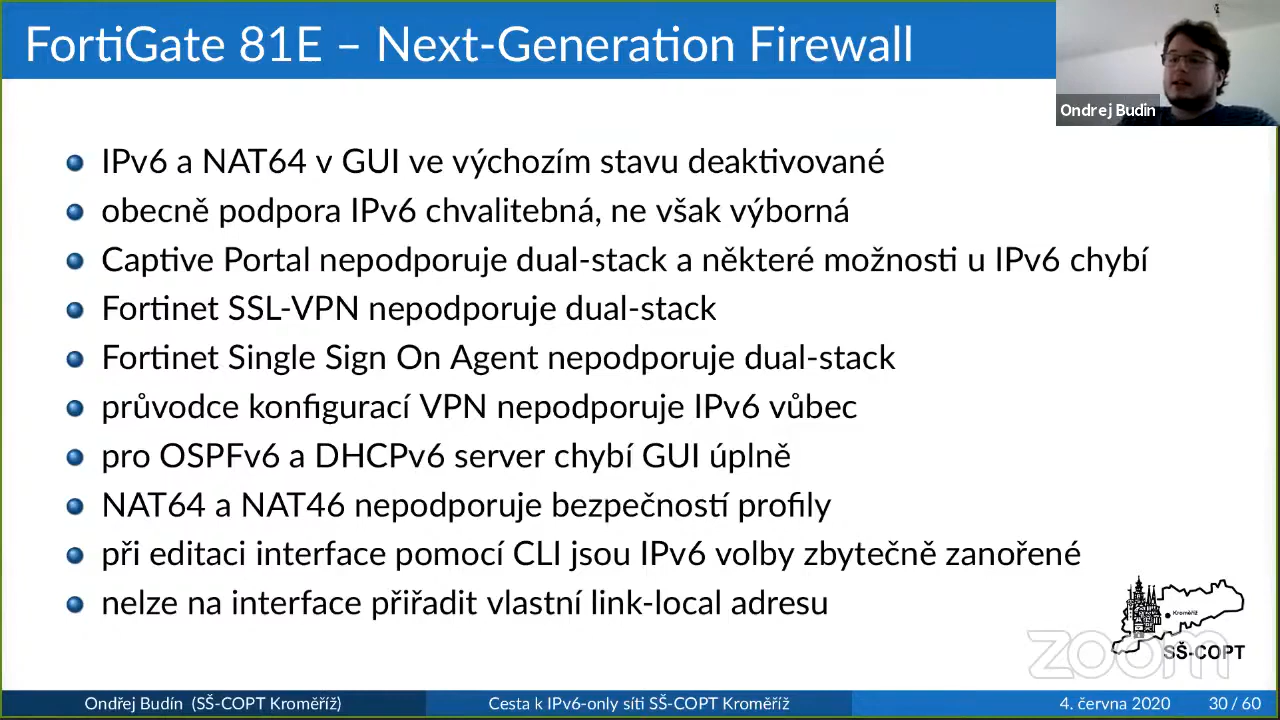 FortiGate 81E – Next-Generation Firewall
Ondrej Budín
IPv6 a NAT64 v GUI ve výchozím stavu deaktivované
obecně podpora IPv6 chvalitebná, ne však výborná
Captive Portal nepodporuje dual-stack a některé možnosti u IPv6 chybí
Fortinet SSL-VPN nepodporuje dual-stack
Fortinet Single Sign On Agent nepodporuje dual-stack
průvodce konfigurací VPN nepodporuje IPv6 vůbec
pro OSPFv6 a DHCPv6 server chybí GUI úplně
NAT64 a NAT46 nepodporuje bezpečností profily
při editaci interface pomocí CLI jsou IPv6 volby zbytečně zanořené
nelze na interface přiřadit vlastní link-local adresu
Kroměříž
zoom
SŠ-COPT
Ondřej Budín (SŠ-COPT Kroměříž)
Cesta k IPv6-only síti SŠ-COPT Kroměříž
4. června 2020
30 / 60